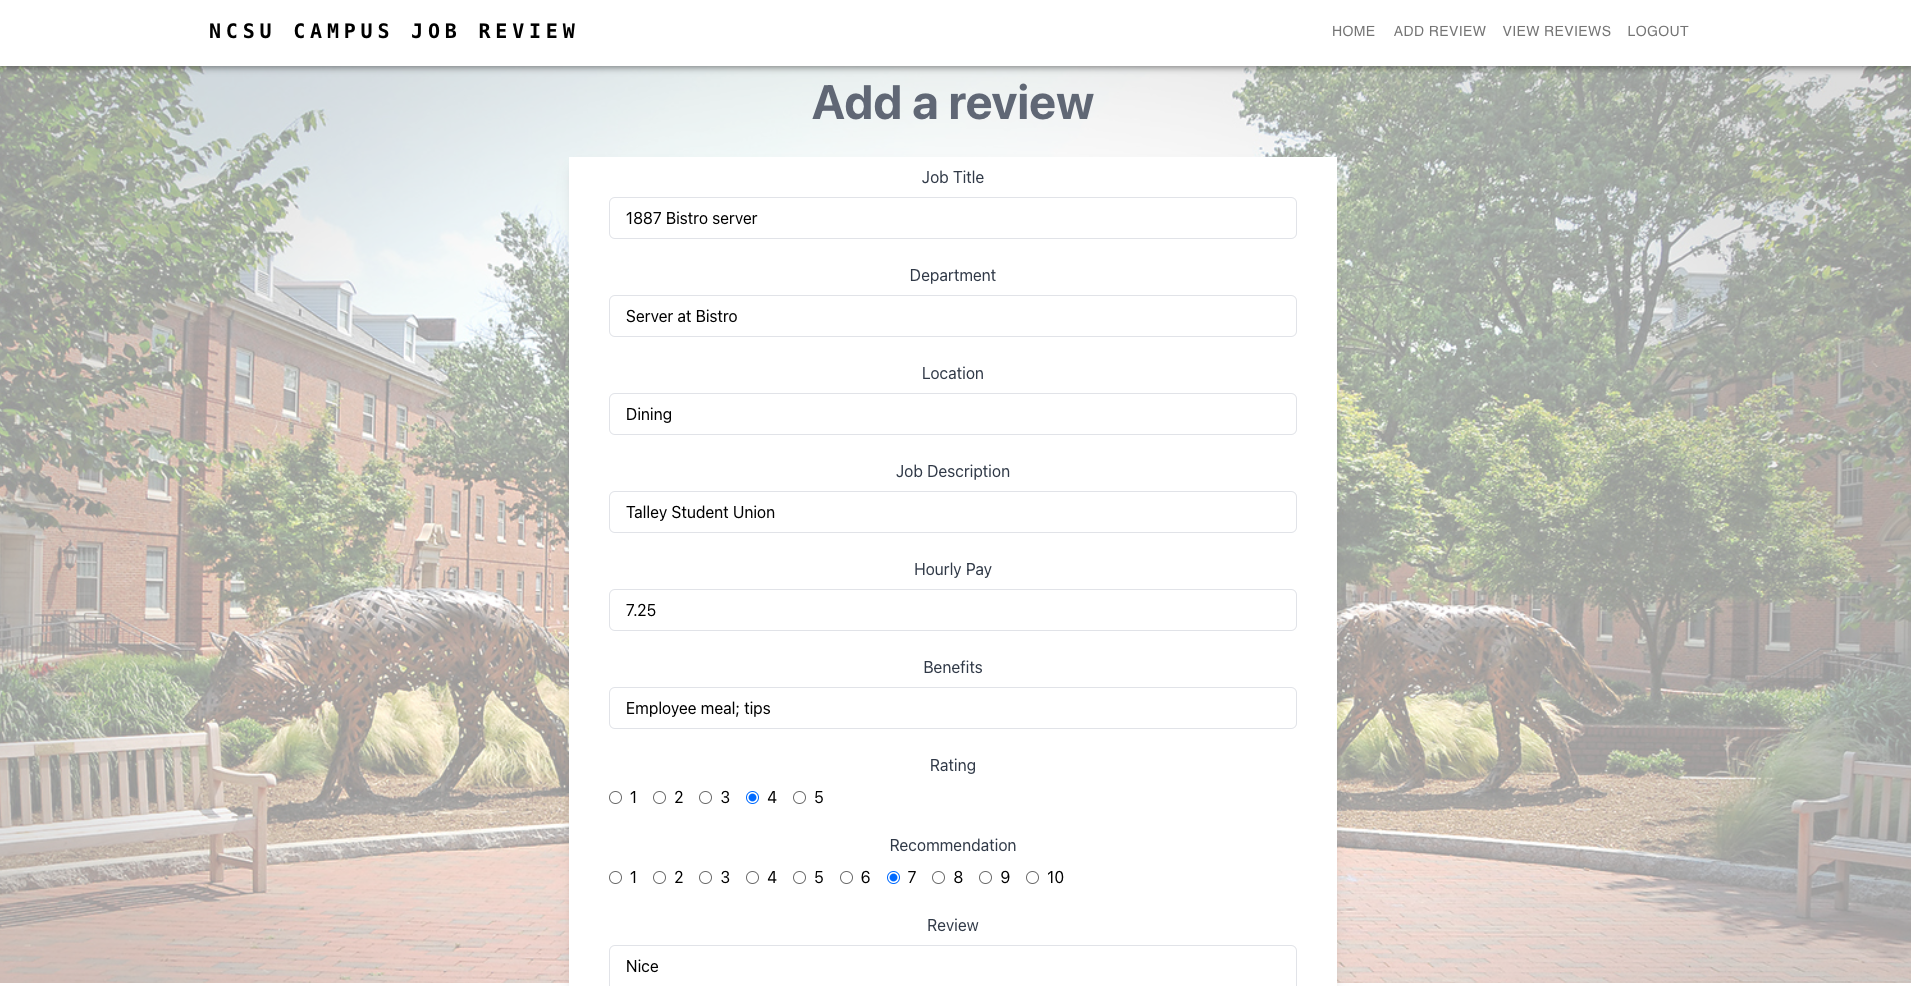 NCSU CAMPUS JOB REVIEW
HOME ADD REVIEW VIEW REVIEWS LOGOUT
Add a review
Job Title
1887 Bistro server
Department
Server at Bistro
Location
Dining
Job Description
Talley Student Union
Hourly Pay
7.25
Benefits
Employee meal; tips
Rating
1 2 3 4 5
Recommendation
1 2 3 4 5 6 7 8 9 10
Review
Nice